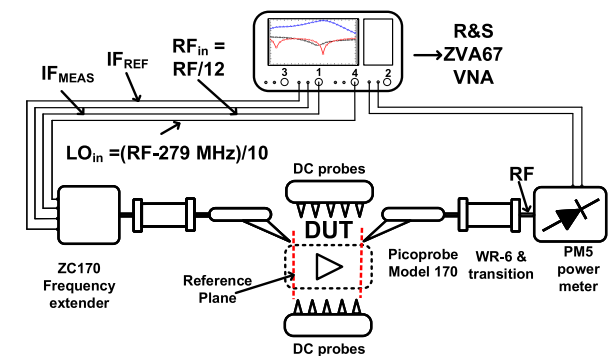 R&S
ZVA67
VNA
RFin =
RF/12
IFREF
IFMEAS
3 1 4 2
LOin =(RF-279 MHz)/10
DC probes
RF
DUT
ZC170
Frequency
extender
Reference
Plane
Picoprobe
Model 170
WR-6 &
transition
PM5
power
meter
DC probes